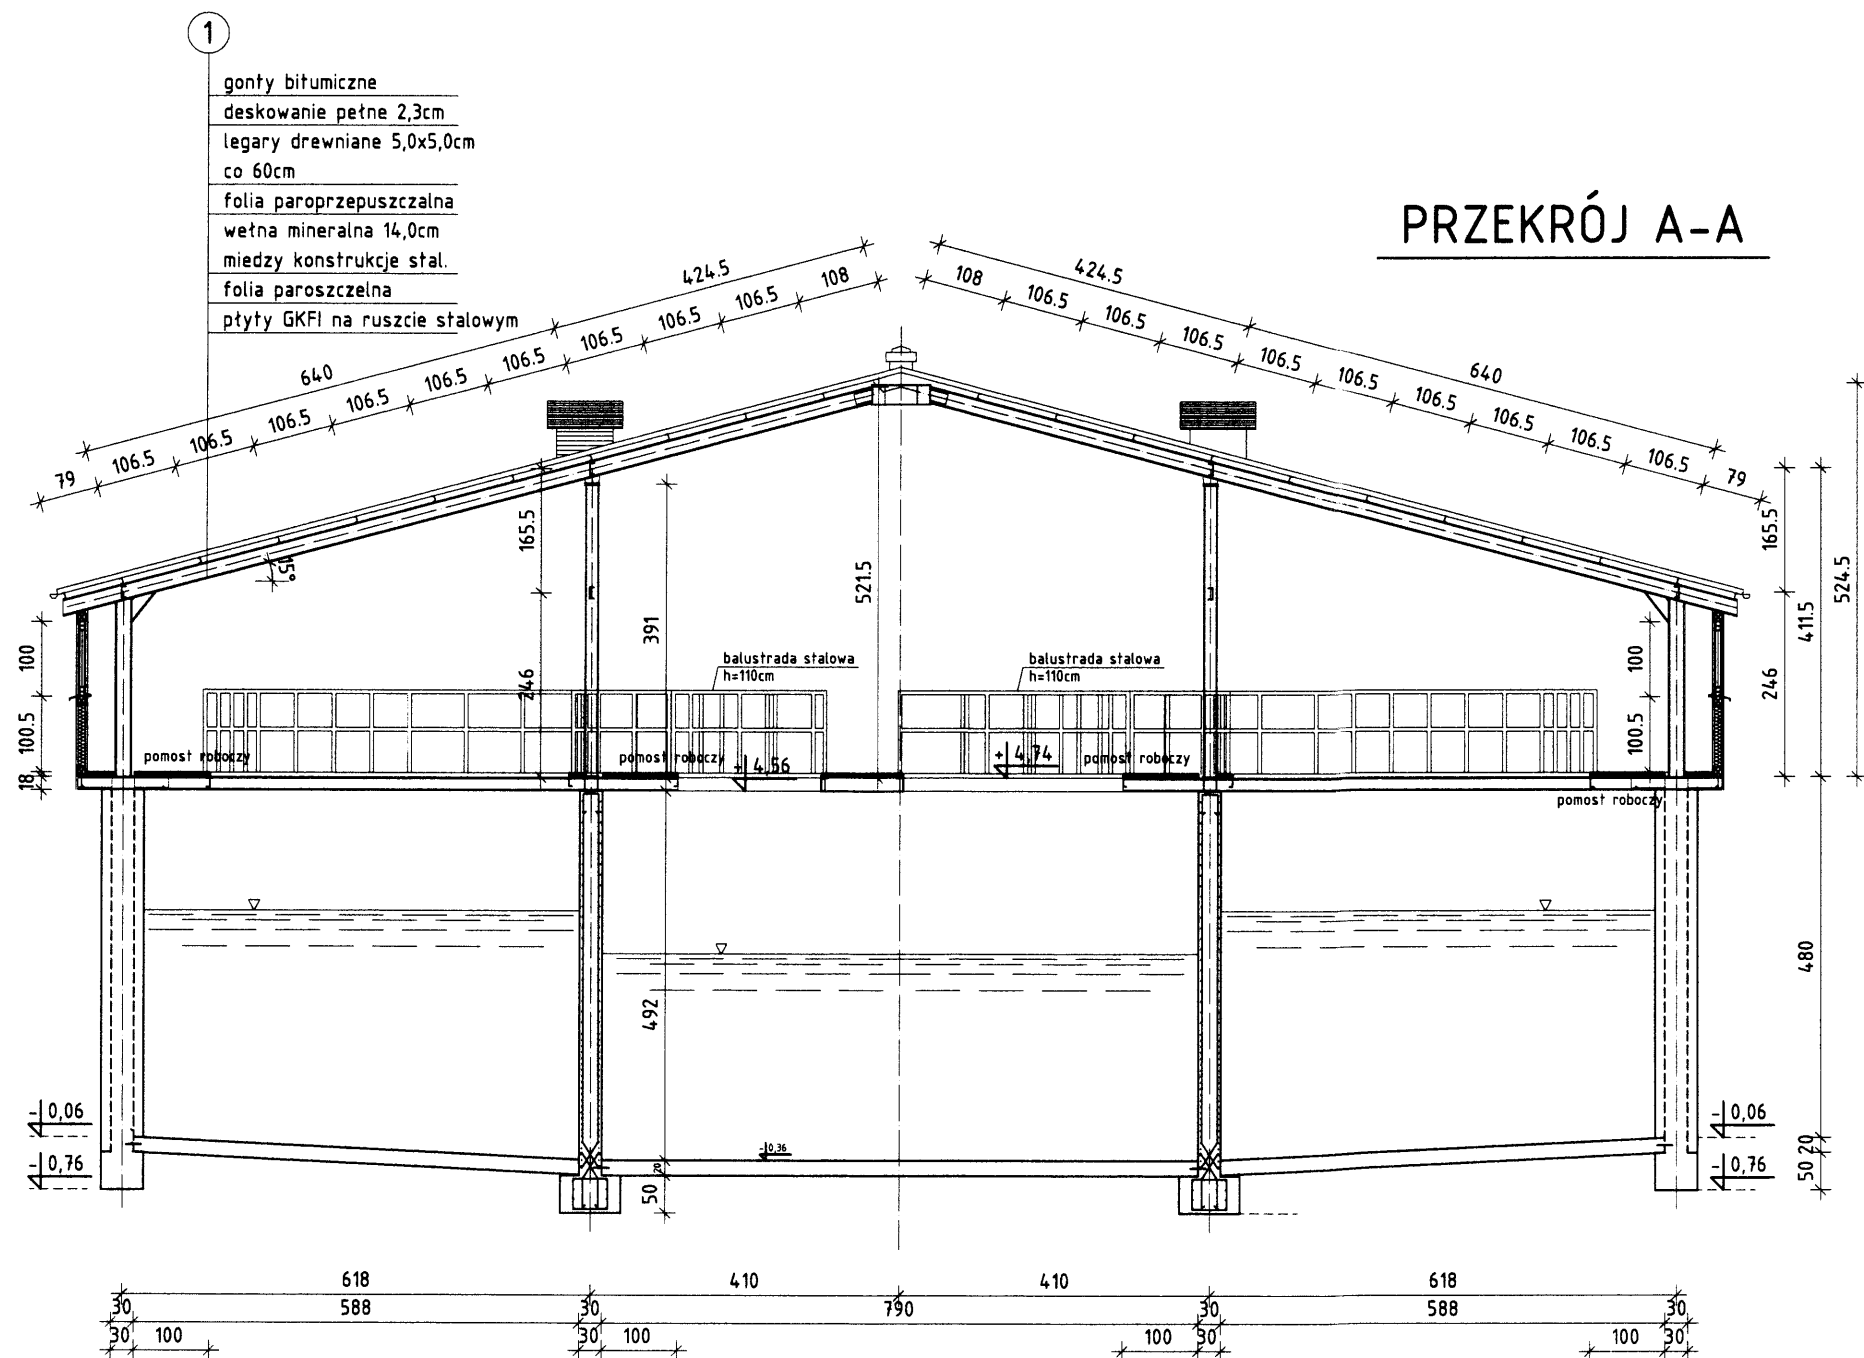 1
gonty bitumiczne
deskowanie pełne 2,3cm
legary drewniane 5,0x5,0cm
co 60cm
folia paroprzepuszczalna
wełna mineralna 14,0cm
miedzy konstrukcje stal.
folia paroszczelna
płyty GKFI na ruszcie stalowym
PRZEKRÓJ A-A
640 424.5
79 106.5 106.5 106.5 106.5 106.5 106.5 106.5 106.5 106.5 108
424.5 640
108 106.5 106.5 106.5 106.5 106.5 106.5 106.5 106.5 106.5 79
15°
165.5
246
391
521.5
100
100.5
18
100
100.5
165.5
246
411.5
524.5
balustrada stalowa
h=110cm
balustrada stalowa
h=110cm
pomost roboczy
pomost roboczy
+4,56
+4,74
pomost roboczy
pomost roboczy
492
480
-0,06
-0,76
-0,36
20
50
-0,06
-0,76
20
50
618 410 410 618
30 588 30 790 30 588 30
30 100 30 100 100 30 100 30